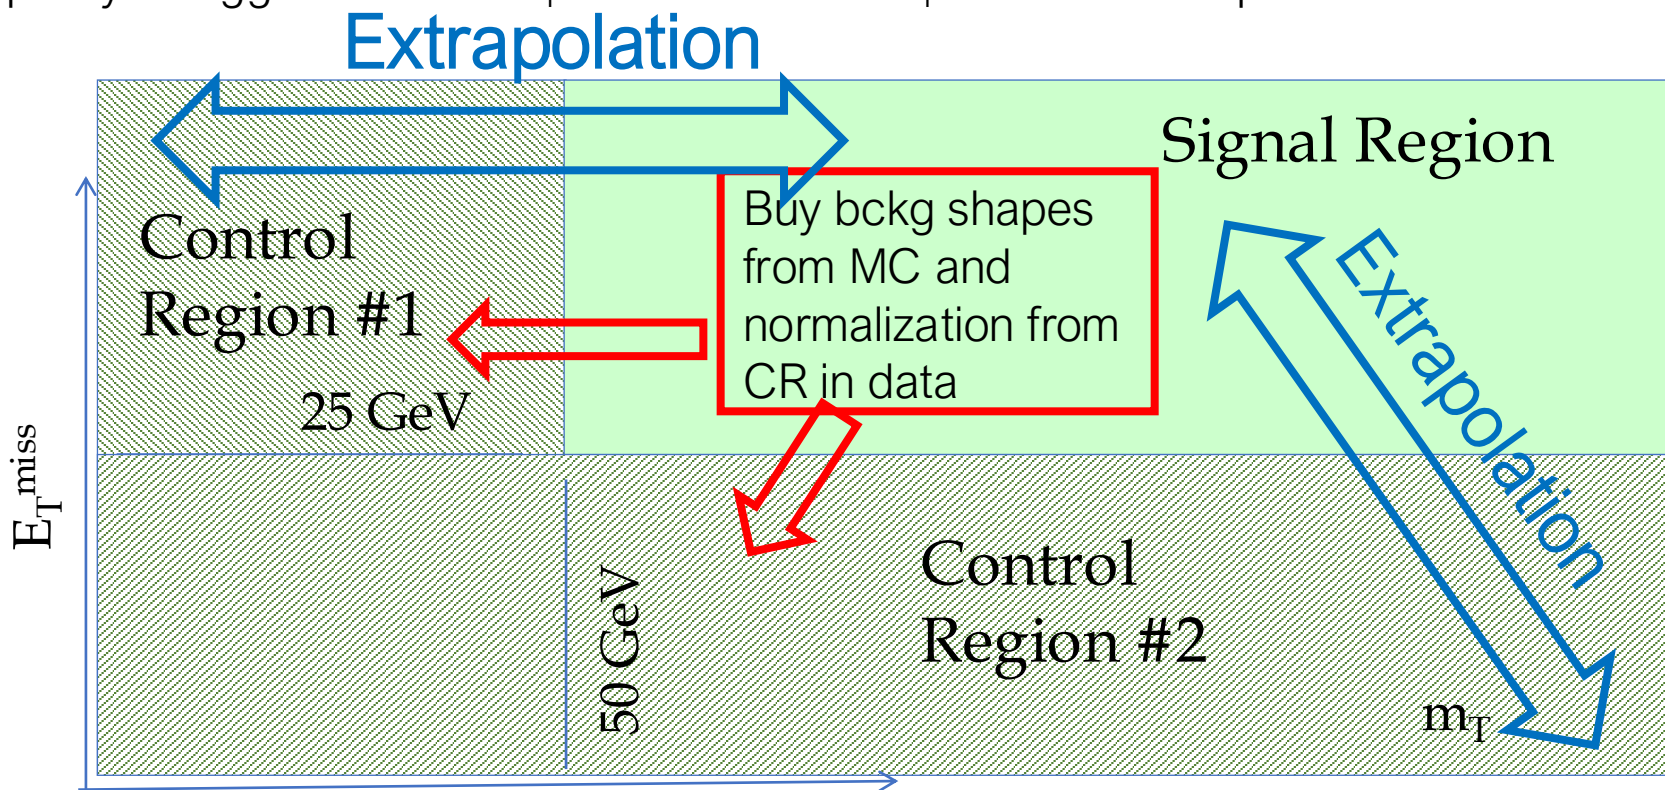 Extrapolation
Signal Region
Buy bckg shapes
from MC and
normalization from
CR in data
Control
Region #1
25 GeV
Extrapolation
E_T^miss
50 GeV
Control
Region #2
m_T